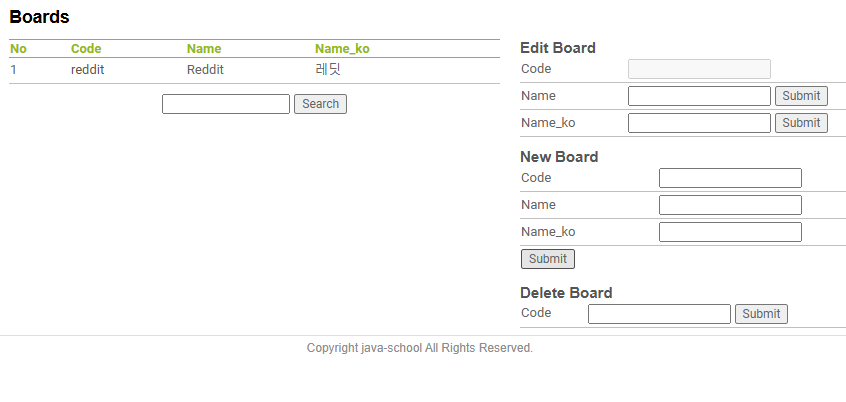 Boards
No Code Name Name_ko
1 reddit Reddit 레딧
Search
Edit Board
Code
Name Submit
Name_ko Submit
New Board
Code
Name
Name_ko
Submit
Delete Board
Code Submit
Copyright java-school All Rights Reserved.